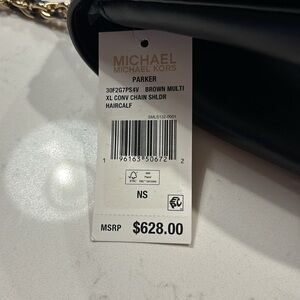 MICHAEL
MICHAEL KORS
PARKER
30F2G7PS4V BROWN MULTI
XL CONV CHAIN SHLDR
HAIRCALF
1 96163 50672 2
FSC
NS
MSRP $628.00